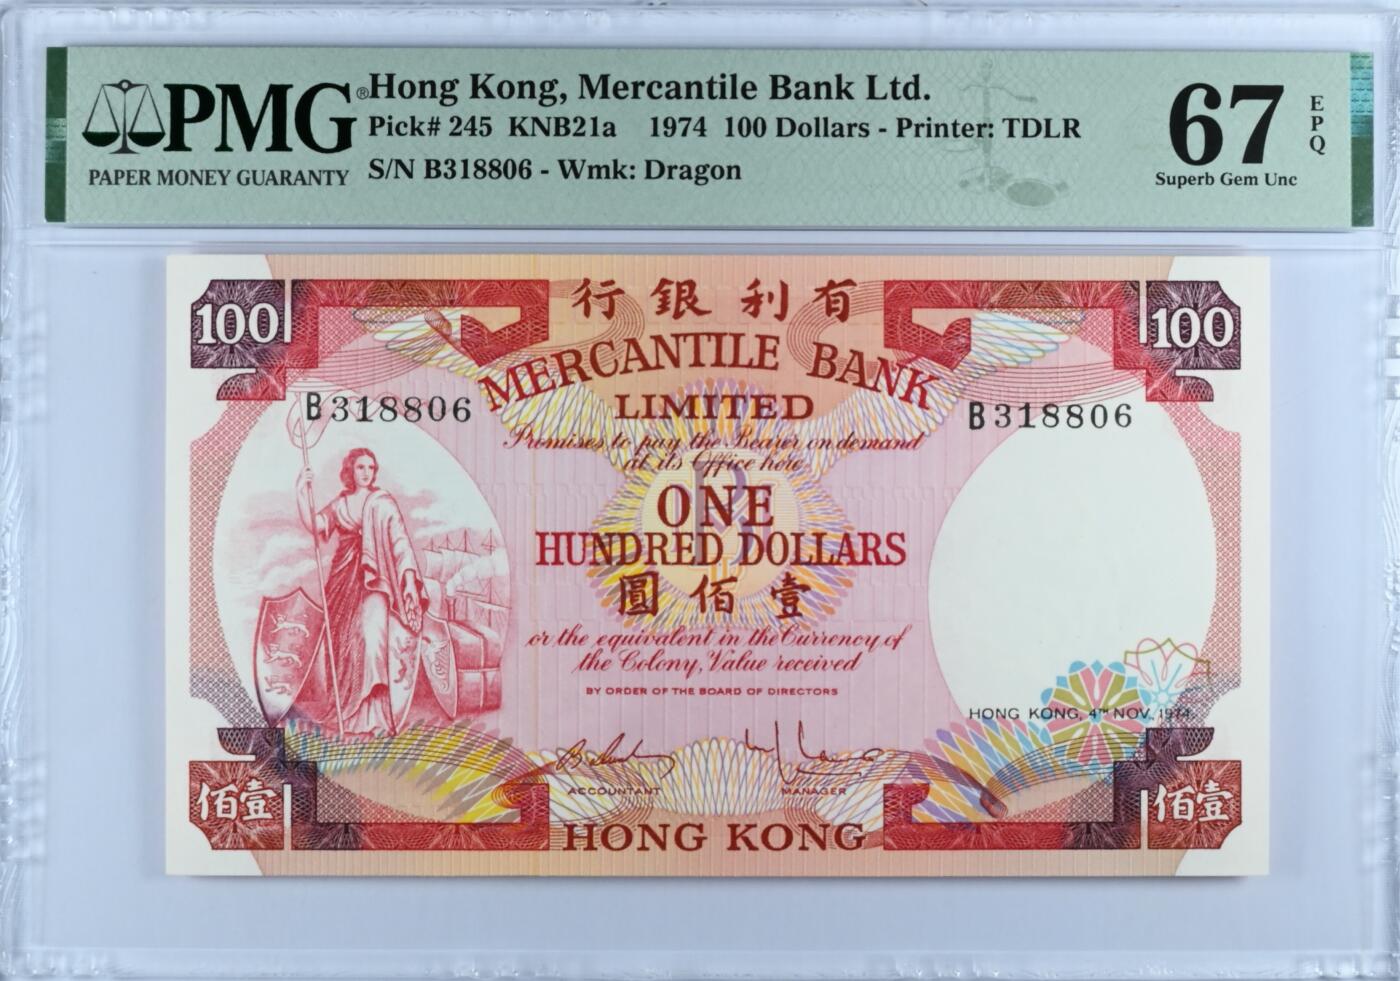 PMG®
PAPER MONEY GUARANTY
Hong Kong, Mercantile Bank Ltd.
Pick# 245 KNB21a 1974 100 Dollars - Printer: TDLR
S/N B318806 - Wmk: Dragon
67
EPQ
Superb Gem Unc
100
行銀利有
100
MERCANTILE BANK
LIMITED
B318806
B318806
Promises to pay the Bearer on demand
at its Office here
ONE
HUNDRED DOLLARS
圓佰壹
or the equivalent in the Currency of
the Colony, Value received
BY ORDER OF THE BOARD OF DIRECTORS
HONG KONG, 4TH NOV. 1974.
ACCOUNTANT
MANAGER
佰壹
HONG KONG
佰壹